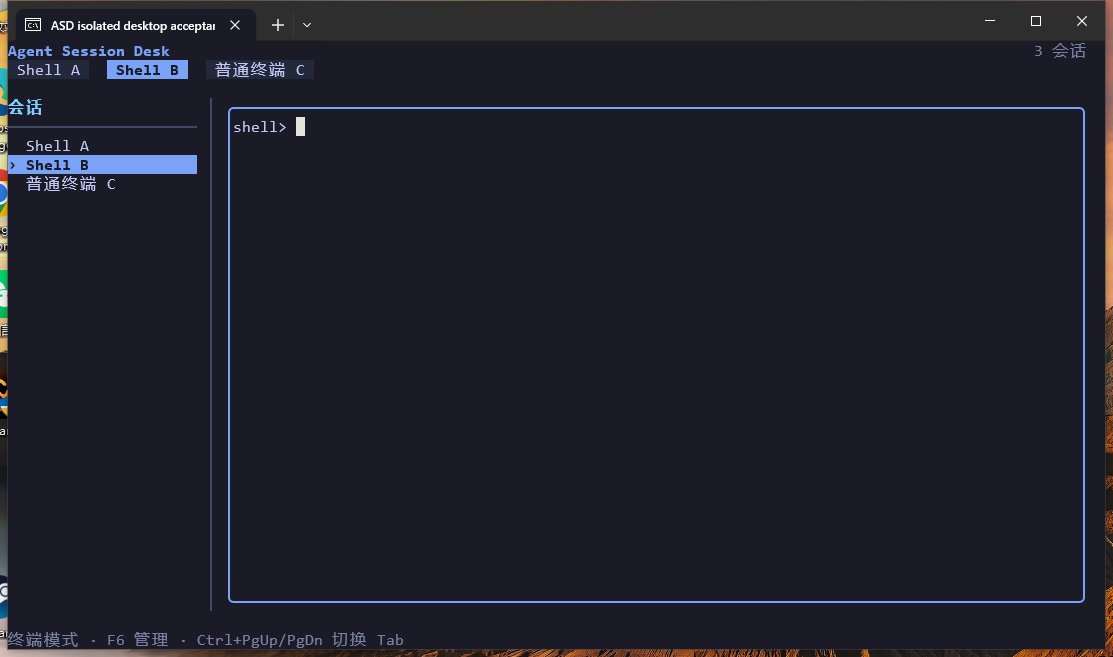 ASD isolated desktop acceptar
Agent Session Desk 3 会话
Shell A Shell B 普通终端 C
会话
Shell A
› Shell B
普通终端 C
shell>
终端模式 · F6 管理 · Ctrl+PgUp/PgDn 切换 Tab